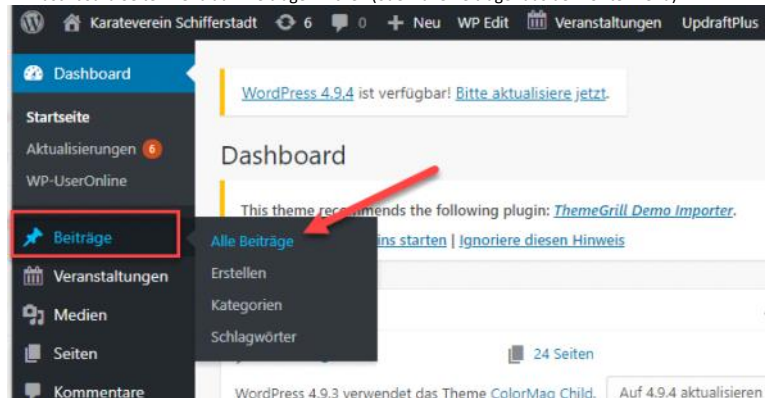 Karateverein Schifferstadt 6 0 + Neu WP Edit Veranstaltungen UpdraftPlus
Dashboard
WordPress 4.9.4 ist verfügbar! Bitte aktualisiere jetzt.
Startseite
Aktualisierungen 6
WP-UserOnline
Dashboard
This theme recommends the following plugin: ThemeGrill Demo Importer.
ins starten | Ignoriere diesen Hinweis
Beiträge
Alle Beiträge
Erstellen
Kategorien
Schlagwörter
Veranstaltungen
Medien
Seiten
Kommentare
24 Seiten
WordPress 4.9.3 verwendet das Theme ColorMag Child. Auf 4.9.4 aktualisieren